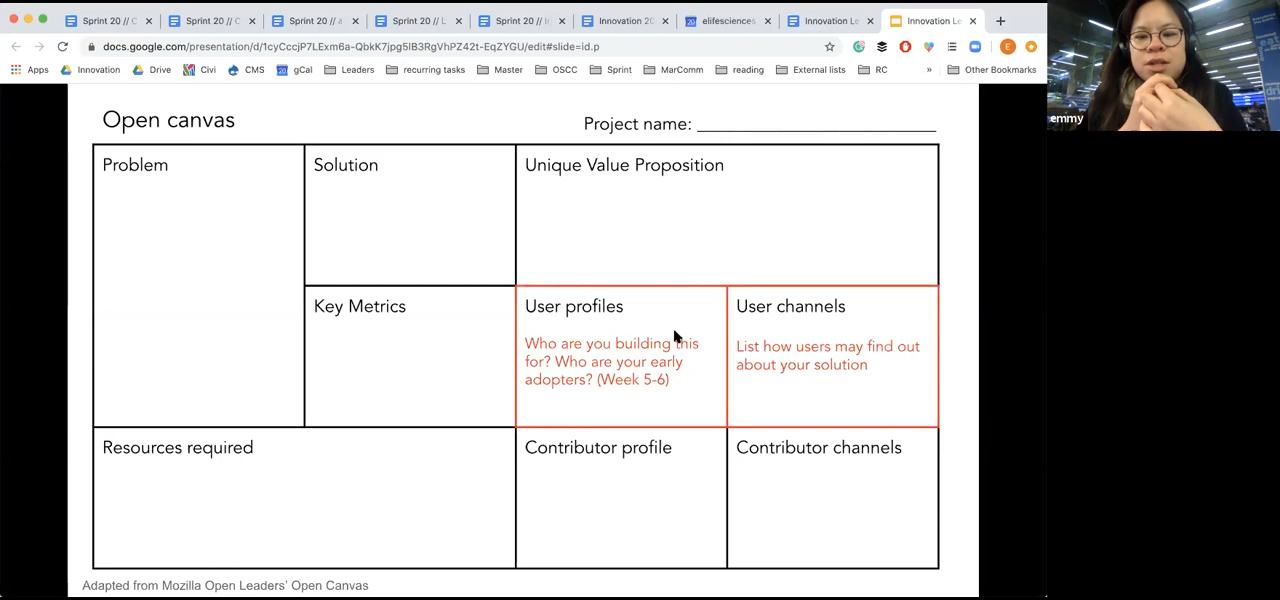 Sprint 20 // C
Sprint 20 // C
Sprint 20 // a
Sprint 20 // L
Sprint 20 // I
Innovation 20
elifesciences
Innovation Le
Innovation Le
docs.google.com/presentation/d/1cyCccjP7LExm6a-QbkK7jpg5IB3RgVhPZ42t-EqZYGU/edit#slide=id.p
E
Apps
Innovation
Drive
Civi
CMS
gCal
Leaders
recurring tasks
Master
OSCC
Sprint
MarComm
reading
External lists
RC
»
Other Bookmarks
emmy
Open canvas
Project name:
Problem
Solution
Unique Value Proposition
Key Metrics
User profiles
Who are you building this
for? Who are your early
adopters? (Week 5-6)
User channels
List how users may find out
about your solution
Resources required
Contributor profile
Contributor channels
Adapted from Mozilla Open Leaders' Open Canvas